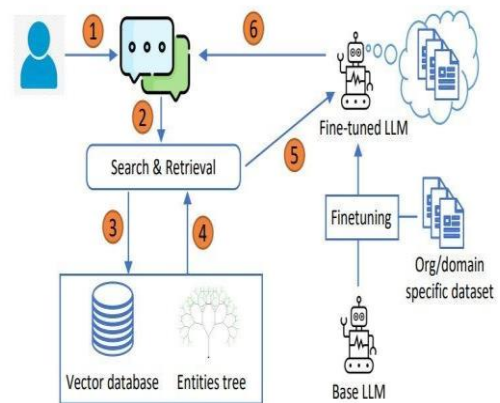 1
6
2
Fine-tuned LLM
5
Search & Retrieval
Finetuning
3
4
Org/domain
specific dataset
Vector database
Entities tree
Base LLM